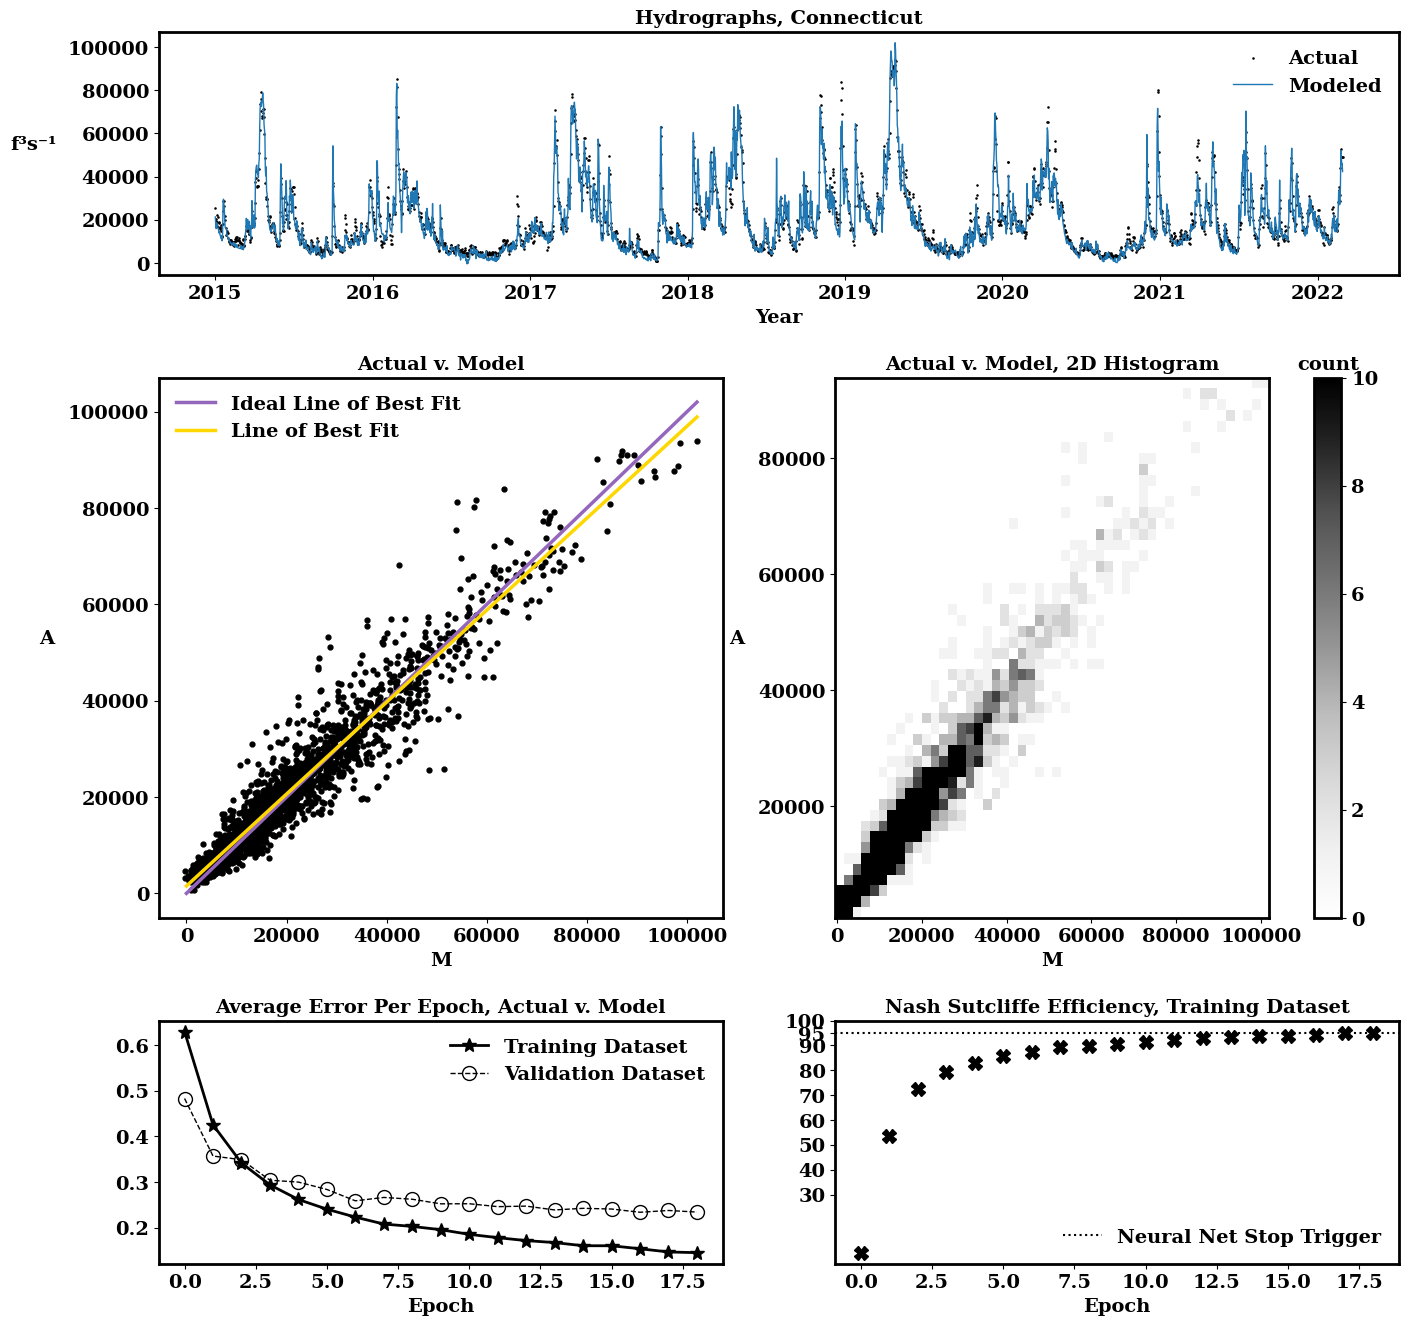 Hydrographs, Connecticut
100000
80000
60000
40000
20000
0
f³s⁻¹
Actual
Modeled
2015 2016 2017 2018 2019 2020 2021 2022
Year
Actual v. Model
100000
80000
60000
40000
20000
0
A
Ideal Line of Best Fit
Line of Best Fit
0 20000 40000 60000 80000 100000
M
Actual v. Model, 2D Histogram
80000
60000
40000
20000
A
0 20000 40000 60000 80000 100000
M
count
10
8
6
4
2
0
Average Error Per Epoch, Actual v. Model
0.6
0.5
0.4
0.3
0.2
Training Dataset
Validation Dataset
0.0 2.5 5.0 7.5 10.0 12.5 15.0 17.5
Epoch
Nash Sutcliffe Efficiency, Training Dataset
100
95
90
80
70
60
50
40
30
Neural Net Stop Trigger
0.0 2.5 5.0 7.5 10.0 12.5 15.0 17.5
Epoch